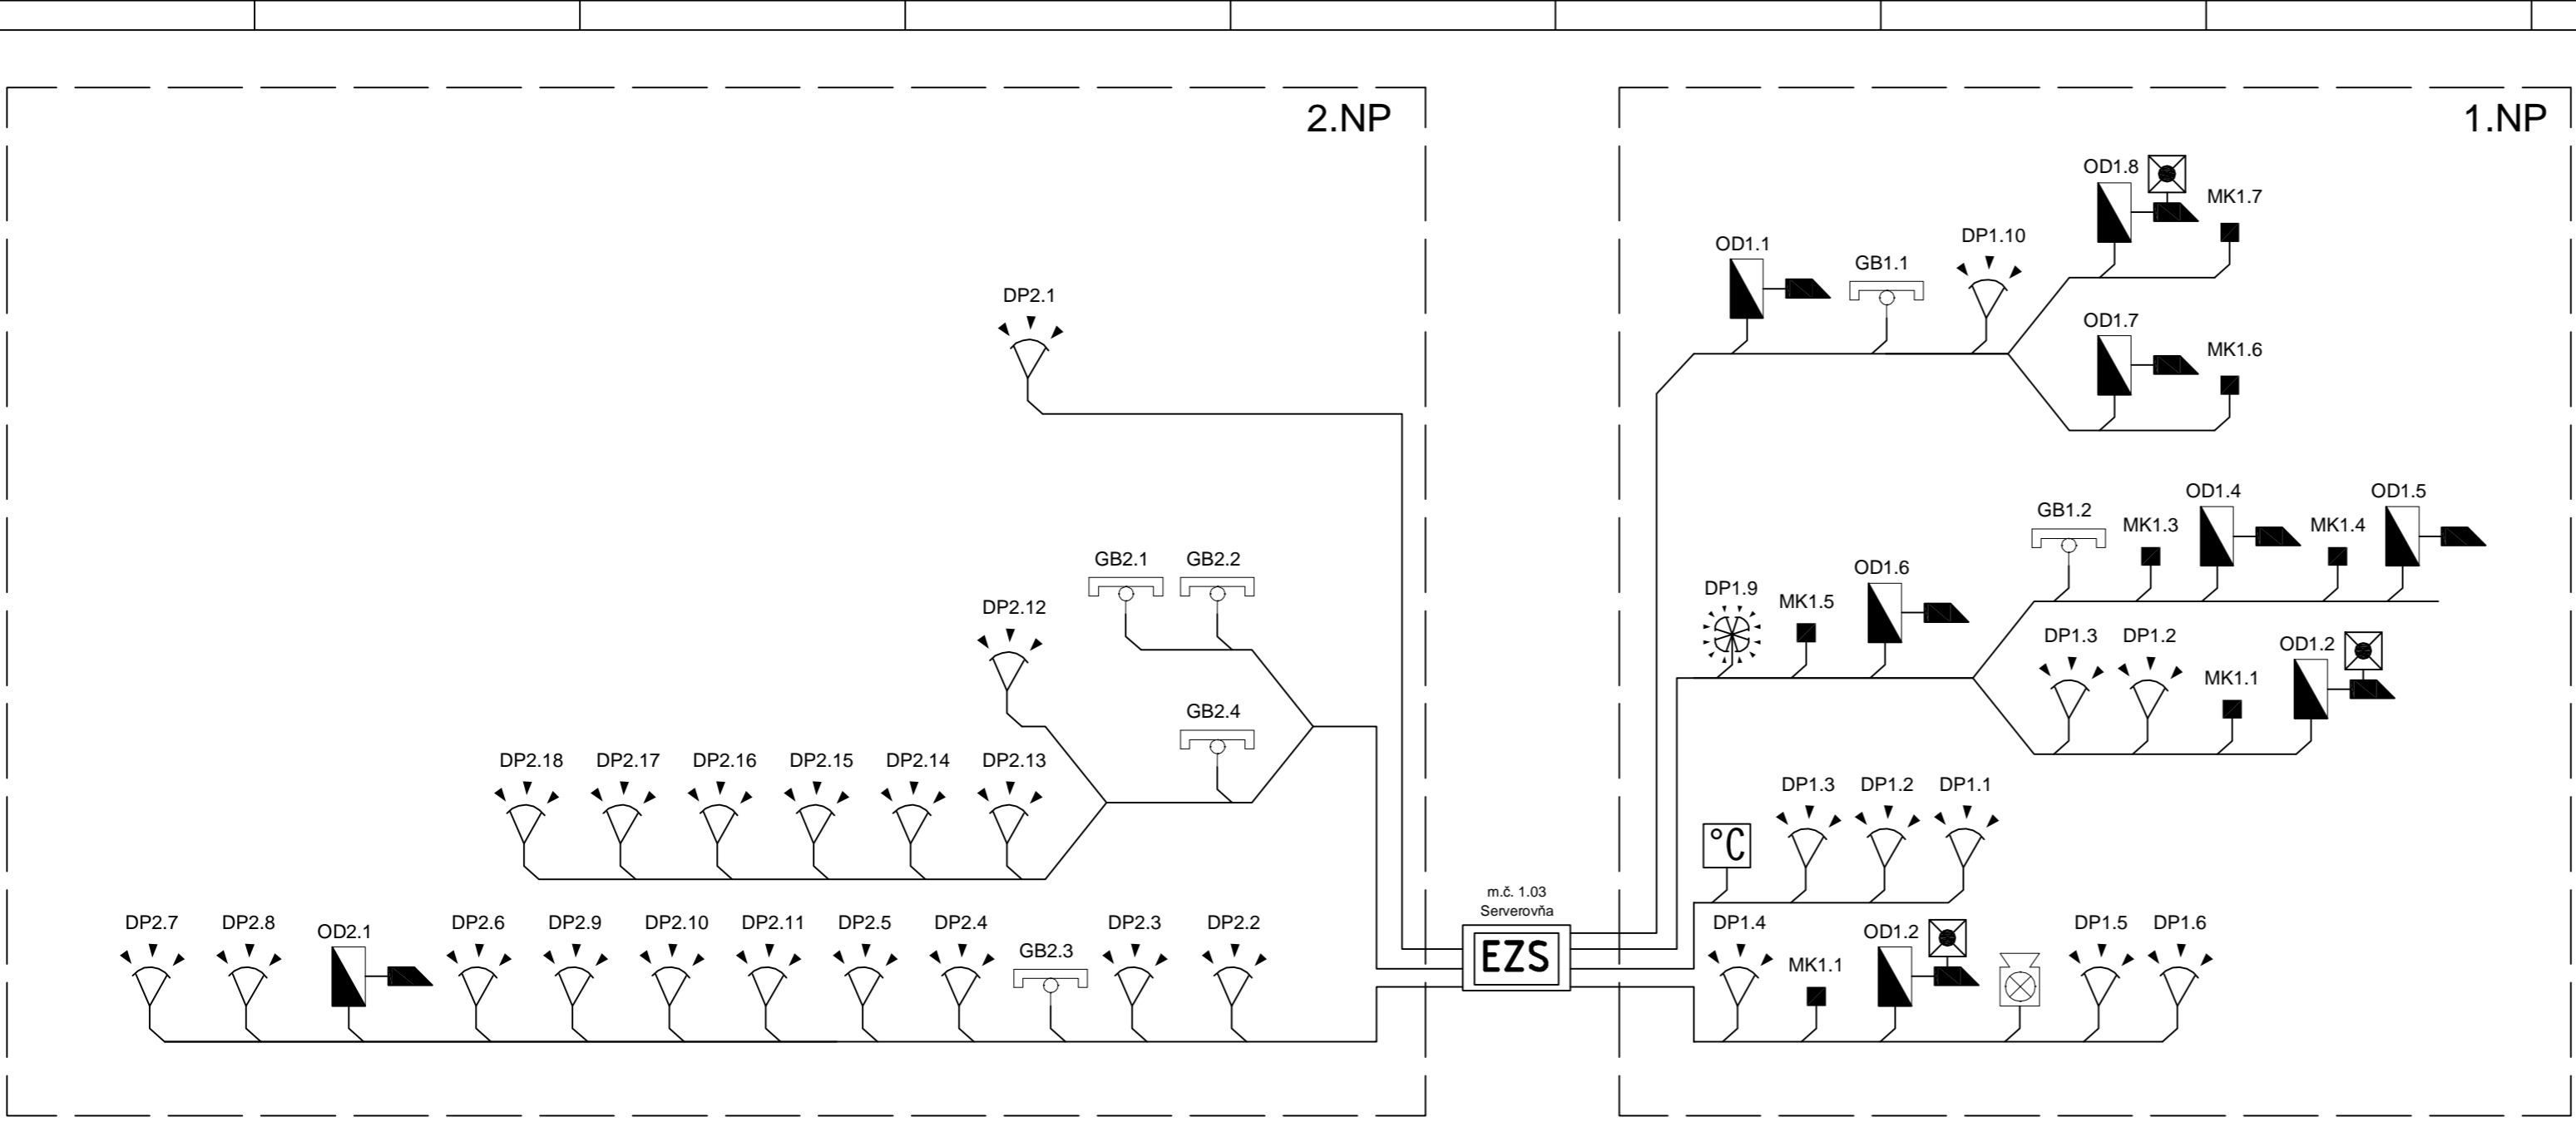 2.NP
1.NP
OD1.8
MK1.7
OD1.1
GB1.1
DP1.10
DP2.1
OD1.7
MK1.6
GB1.2
MK1.3
OD1.4
MK1.4
OD1.5
GB2.1
GB2.2
DP2.12
DP1.9
MK1.5
OD1.6
DP1.3
DP1.2
MK1.1
OD1.2
GB2.4
DP2.18
DP2.17
DP2.16
DP2.15
DP2.14
DP2.13
DP1.3
DP1.2
DP1.1
°C
m.č. 1.03
Serverovňa
EZS
DP2.7
DP2.8
OD2.1
DP2.6
DP2.9
DP2.10
DP2.11
DP2.5
DP2.4
GB2.3
DP2.3
DP2.2
DP1.4
MK1.1
OD1.2
DP1.5
DP1.6